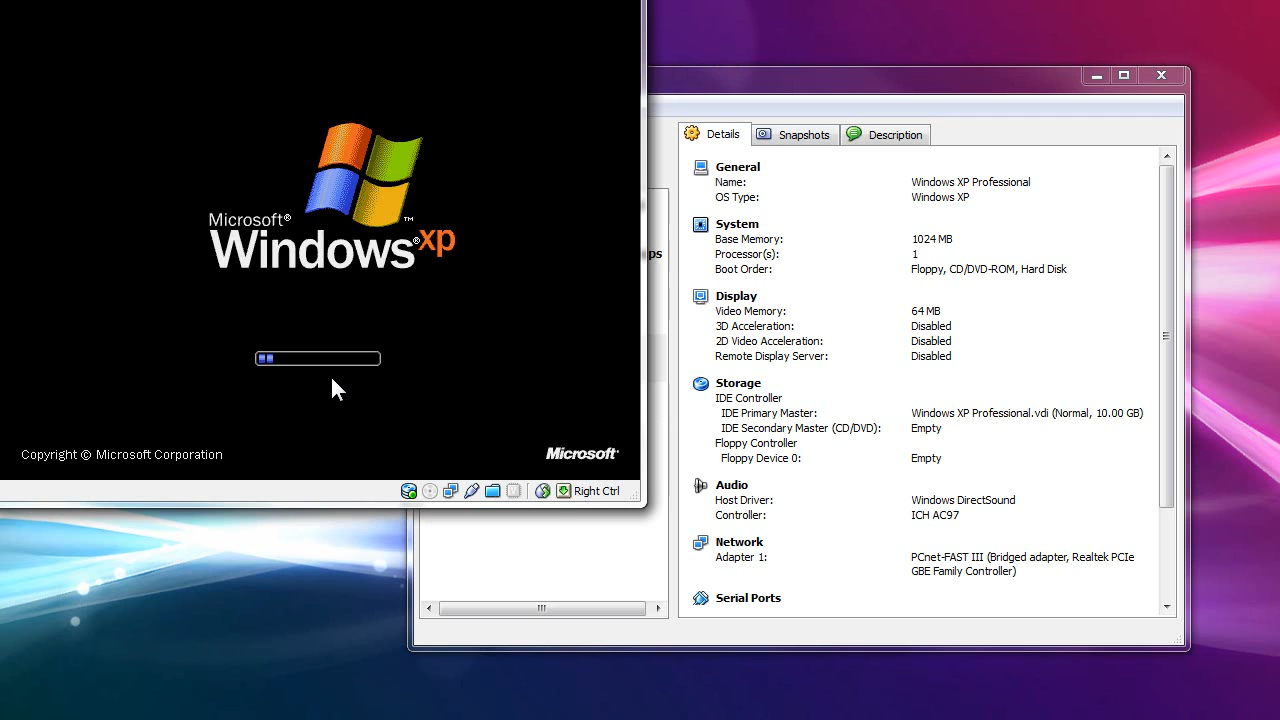 Microsoft®
Windows® xp™
Copyright © Microsoft Corporation
Microsoft®
Right Ctrl
ps
Details
Snapshots
Description
General
Name: Windows XP Professional
OS Type: Windows XP
System
Base Memory: 1024 MB
Processor(s): 1
Boot Order: Floppy, CD/DVD-ROM, Hard Disk
Display
Video Memory: 64 MB
3D Acceleration: Disabled
2D Video Acceleration: Disabled
Remote Display Server: Disabled
Storage
IDE Controller
IDE Primary Master: Windows XP Professional.vdi (Normal, 10.00 GB)
IDE Secondary Master (CD/DVD): Empty
Floppy Controller
Floppy Device 0: Empty
Audio
Host Driver: Windows DirectSound
Controller: ICH AC97
Network
Adapter 1: PCnet-FAST III (Bridged adapter, Realtek PCIe
GBE Family Controller)
Serial Ports